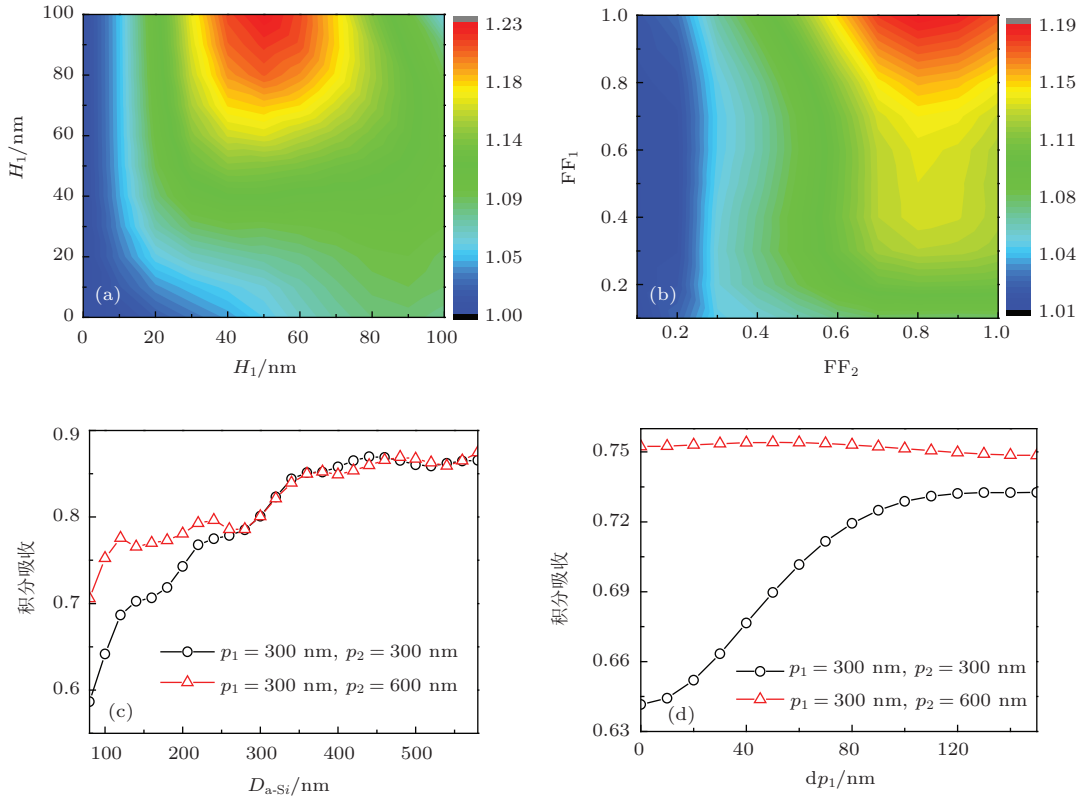 H₁/nm
100
80
60
40
20
0
(a)
0 20 40 60 80 100
H₁/nm
1.23
1.18
1.14
1.09
1.05
1.00
FF₁
1.0
0.8
0.6
0.4
0.2
(b)
0.2 0.4 0.6 0.8 1.0
FF₂
1.19
1.15
1.11
1.08
1.04
1.01
积分吸收
0.9
0.8
0.7
0.6
p₁ = 300 nm, p₂ = 300 nm
p₁ = 300 nm, p₂ = 600 nm
(c)
100 200 300 400 500
D a-Si/nm
积分吸收
0.75
0.72
0.69
0.66
0.63
p₁ = 300 nm, p₂ = 300 nm
p₁ = 300 nm, p₂ = 600 nm
(d)
0 40 80 120
dp₁/nm